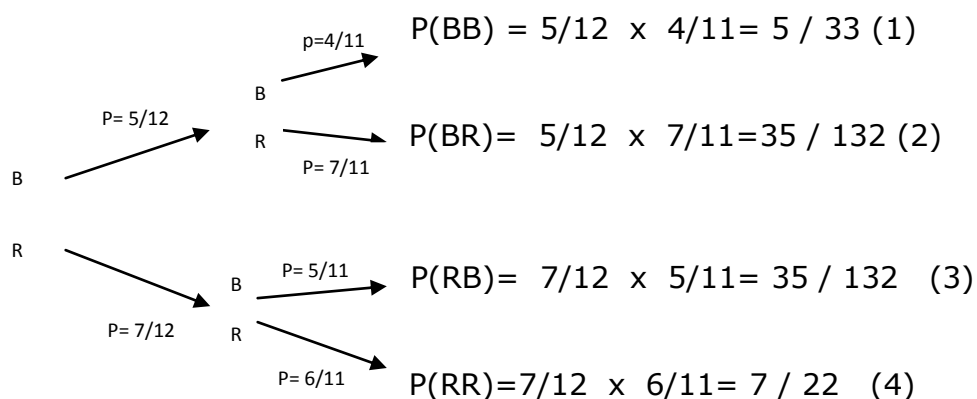 P(BB) = 5/12 x 4/11= 5 / 33 (1)
p=4/11
B
P= 5/12
R
P(BR)= 5/12 x 7/11=35 / 132 (2)
P= 7/11
B
R
P= 5/11
B
P(RB)= 7/12 x 5/11= 35 / 132 (3)
P= 7/12
R
P= 6/11
P(RR)=7/12 x 6/11= 7 / 22 (4)